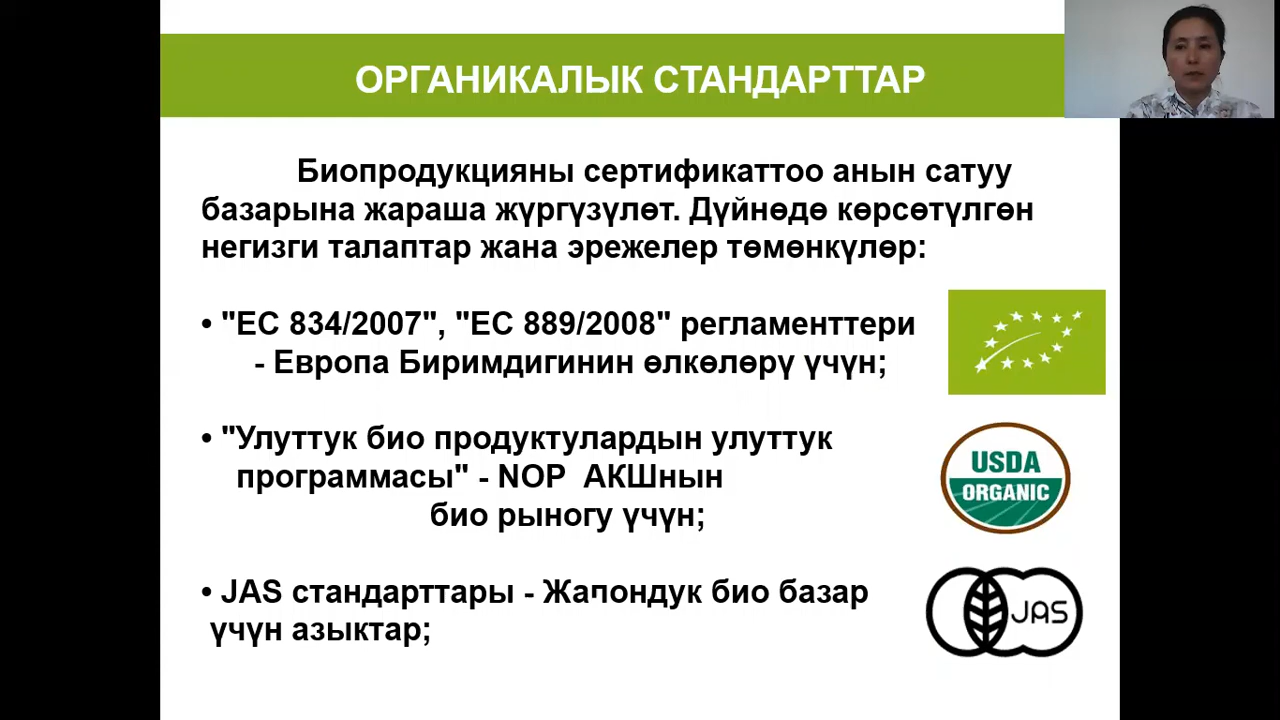 ОРГАНИКАЛЫК СТАНДАРТТАР
Биопродукцияны сертификаттоо анын сатуу
базарына жараша жүргүзүлөт. Дүйнөдө көрсөтүлгөн
негизги талаптар жана эрежелер төмөнкүлөр:
• "ЕС 834/2007", "ЕС 889/2008" регламенттери
- Европа Биримдигинин өлкөлөрү үчүн;
• "Улуттук био продуктулардын улуттук
программасы" - NOP АКШнын
био рыногу үчүн;
• JAS стандарттары - Жапондук био базар
үчүн азыктар;
USDA
ORGANIC
JAS